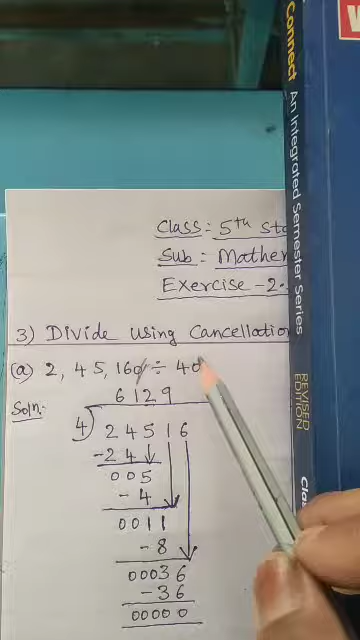 Connect An Integrated Semester Series
REVISED EDITION
Class: 5th
Sub: Mathe
Exercise-2.
3) Divide Using Cancellation
(a) 2,45,160 ÷ 40
Soln:
6129
4) 24516
-24
005
-4
0011
-8
00036
-36
00000